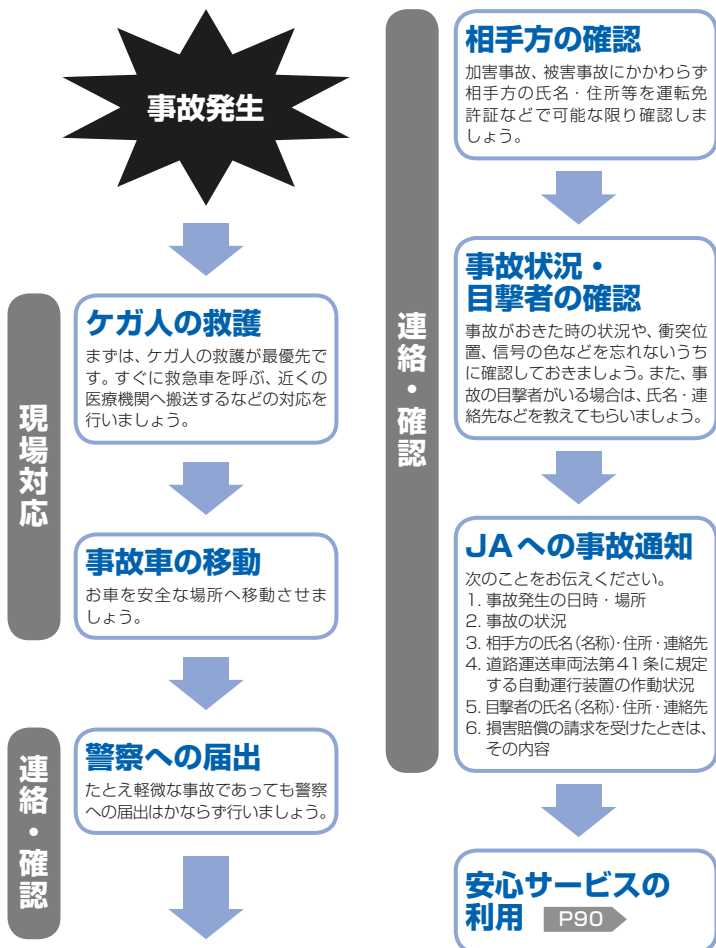 事故発生
現場対応
ケガ人の救護
まずは、ケガ人の救護が最優先で
す。すぐに救急車を呼ぶ、近くの
医療機関へ搬送するなどの対応を
行いましょう。
事故車の移動
お車を安全な場所へ移動させま
しょう。
連絡・確認
警察への届出
たとえ軽微な事故であっても警察
への届出はかならず行いましょう。
連絡・確認
相手方の確認
加害事故、被害事故にかかわらず
相手方の氏名・住所等を運転免
許証などで可能な限り確認しま
しょう。
事故状況・
目撃者の確認
事故がおきた時の状況や、衝突位
置、信号の色などを忘れないうち
に確認しておきましょう。また、事
故の目撃者がいる場合は、氏名・連
絡先などを教えてもらいましょう。
JAへの事故通知
次のことをお伝えください。
1. 事故発生の日時・場所
2. 事故の状況
3. 相手方の氏名（名称）・住所・連絡先
4. 道路運送車両法第41条に規定
する自動運行装置の作動状況
5. 目撃者の氏名（名称）・住所・連絡先
6. 損害賠償の請求を受けたときは、
その内容
安心サービスの
利用 P90